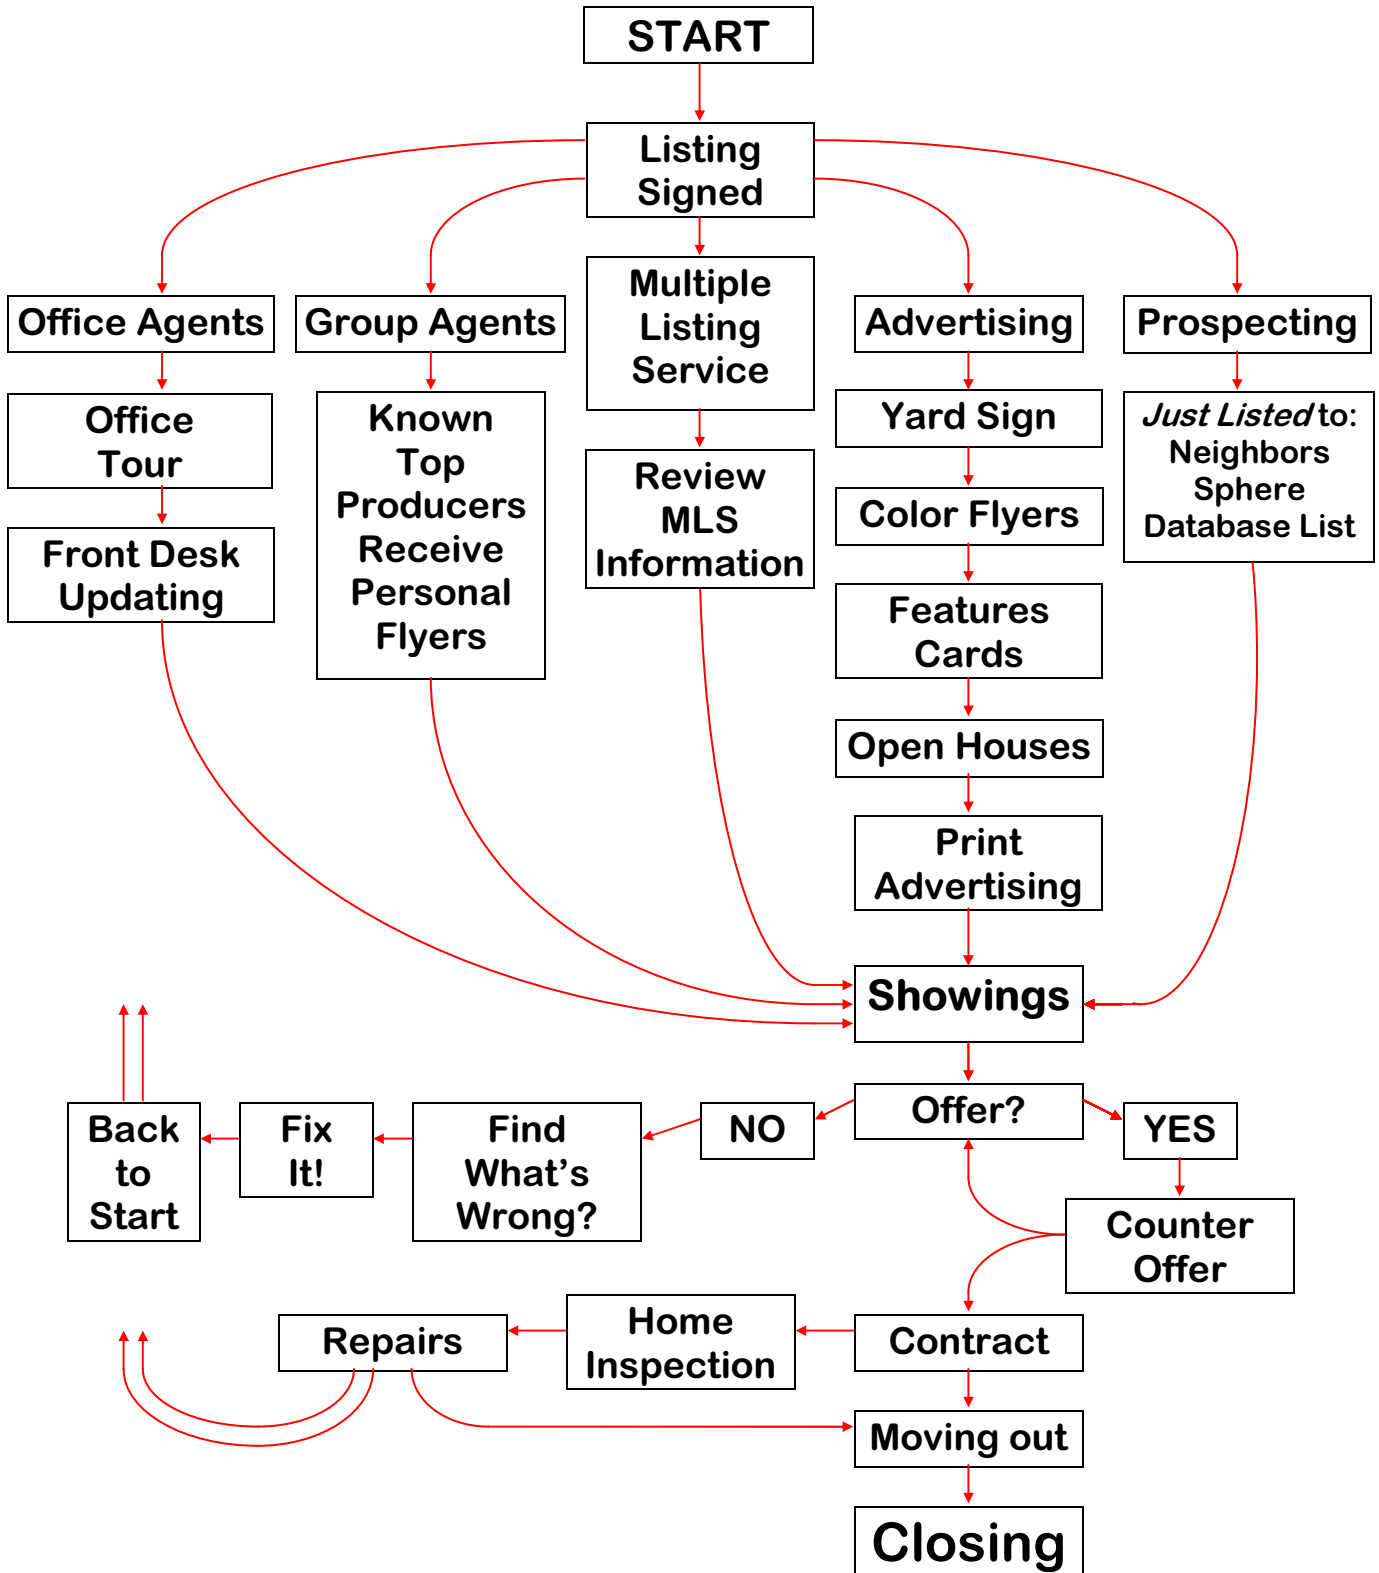 START
Listing
Signed
Office Agents
Group Agents
Multiple
Listing
Service
Advertising
Prospecting
Office
Tour
Known
Top
Producers
Receive
Personal
Flyers
Review
MLS
Information
Yard Sign
Just Listed to:
Neighbors
Sphere
Database List
Front Desk
Updating
Color Flyers
Features
Cards
Open Houses
Print
Advertising
Showings
Offer?
NO
YES
Find
What's
Wrong?
Fix
It!
Back
to
Start
Counter
Offer
Contract
Home
Inspection
Repairs
Moving out
Closing